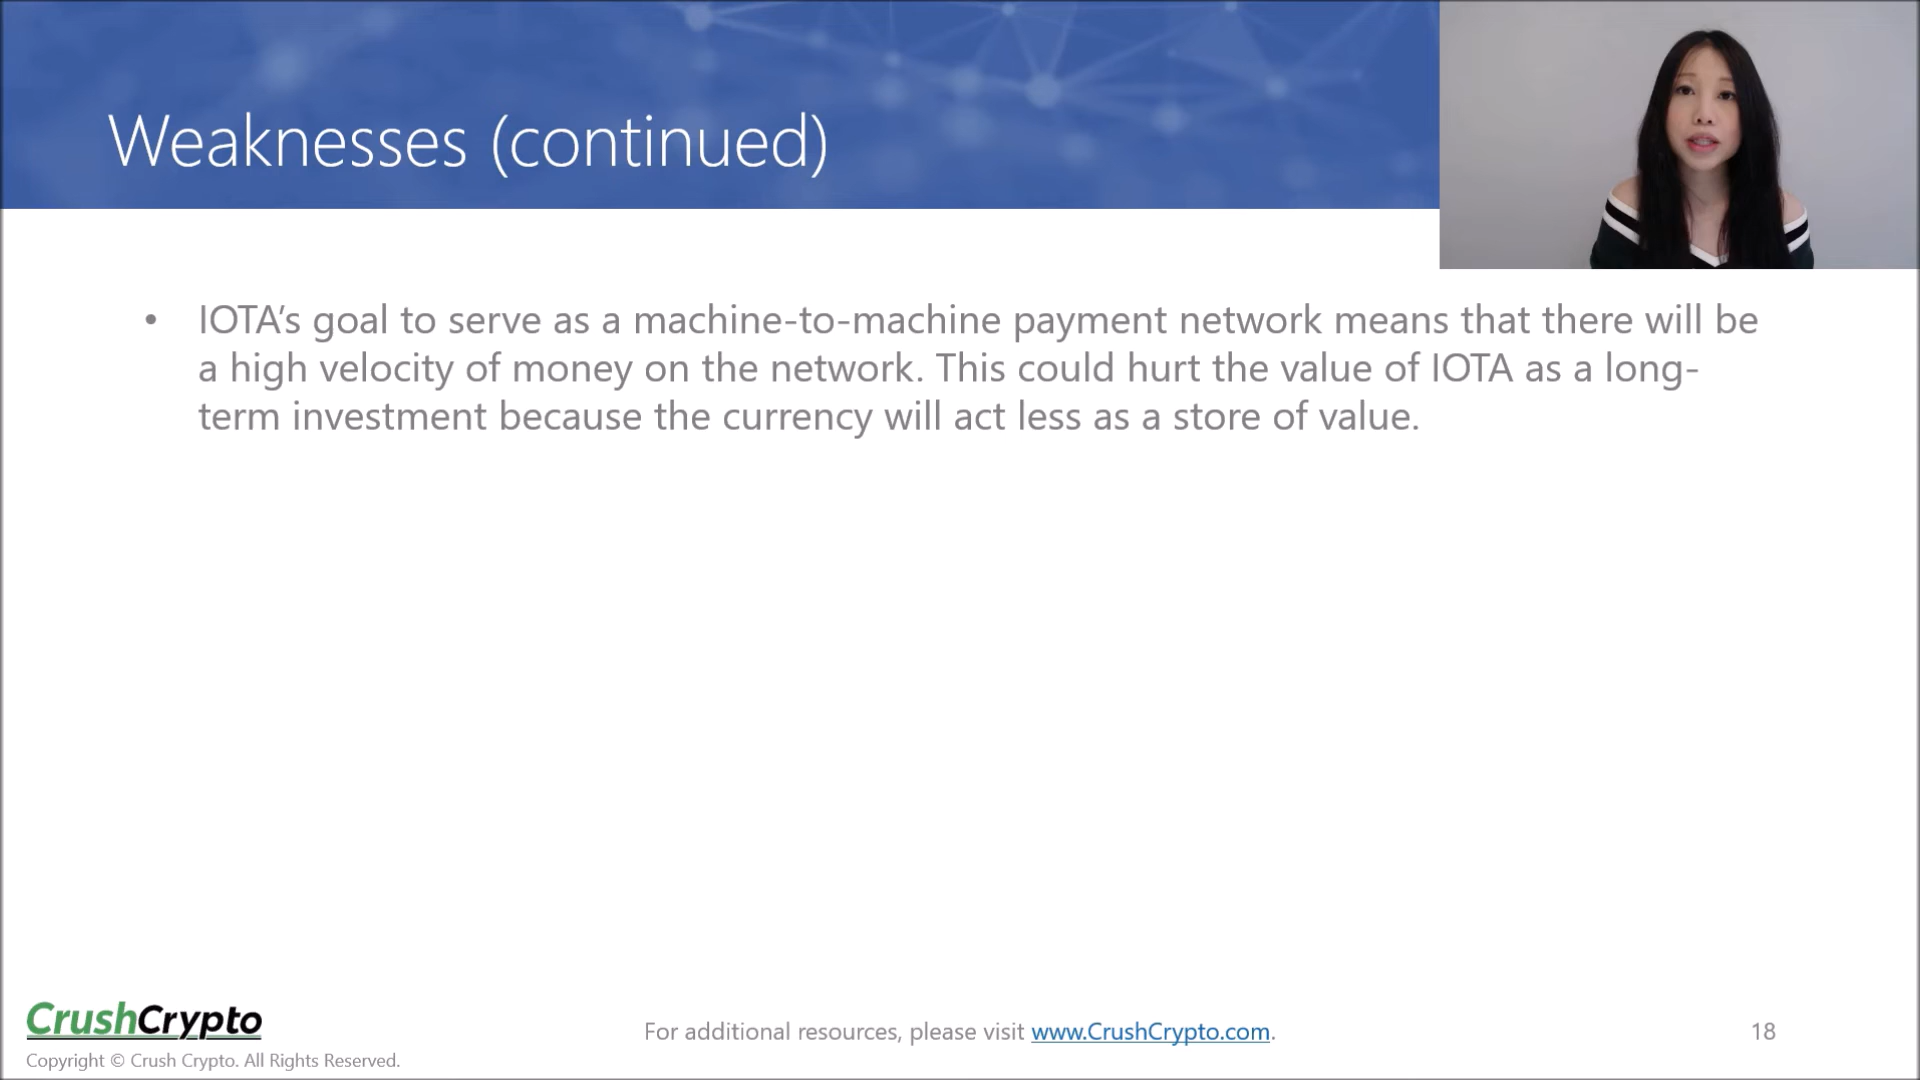 Weaknesses (continued)
• IOTA’s goal to serve as a machine-to-machine payment network means that there will be
a high velocity of money on the network. This could hurt the value of IOTA as a long-
term investment because the currency will act less as a store of value.
CrushCrypto
Copyright © Crush Crypto. All Rights Reserved.
For additional resources, please visit www.CrushCrypto.com.
18